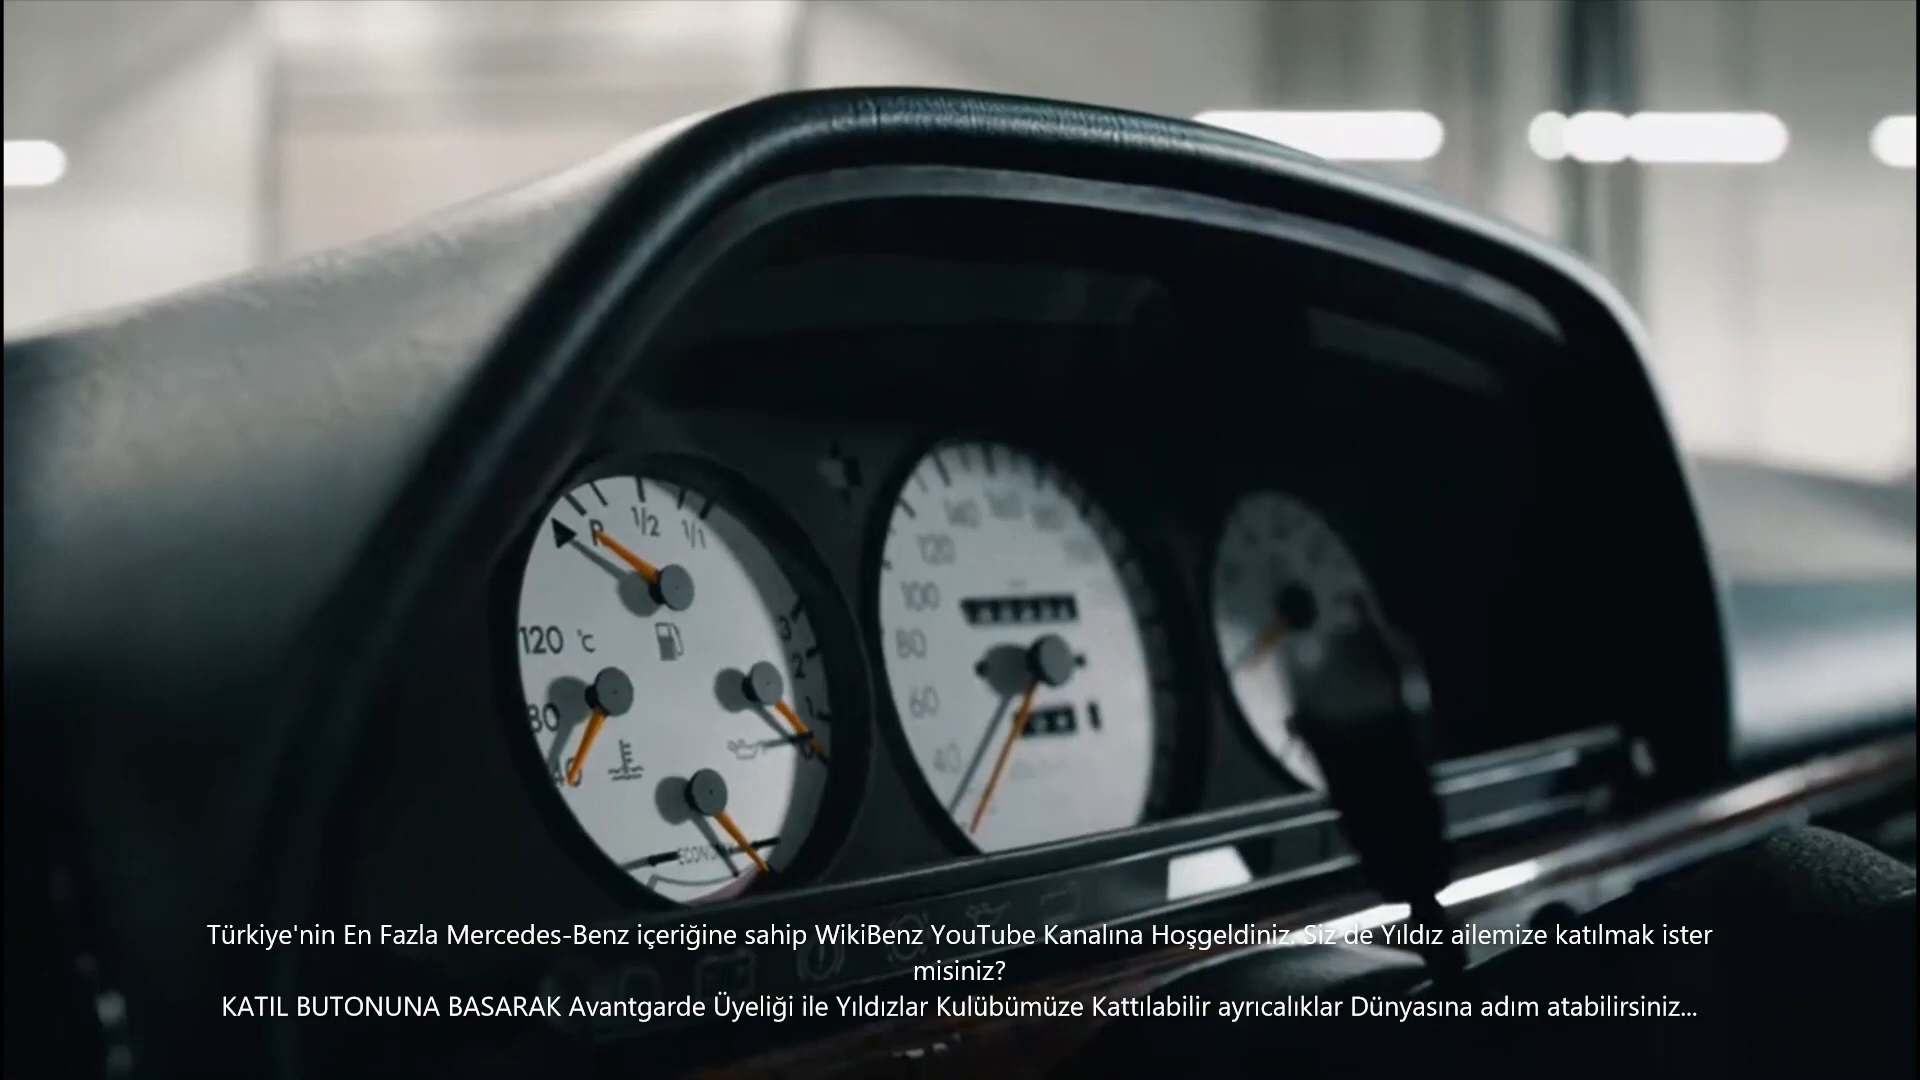 R 1/2 1/1
120 °C
80
40
3
2
1
0
ECONOMY
140 160 180
120
100
80
60
40
Türkiye'nin En Fazla Mercedes-Benz içeriğine sahip WikiBenz YouTube Kanalına Hoşgeldiniz. Siz de Yıldız ailemize katılmak ister
misiniz?
KATIL BUTONUNA BASARAK Avantgarde Üyeliği ile Yıldızlar Kulübümüze Kattılabilir ayrıcalıklar Dünyasına adım atabilirsiniz...